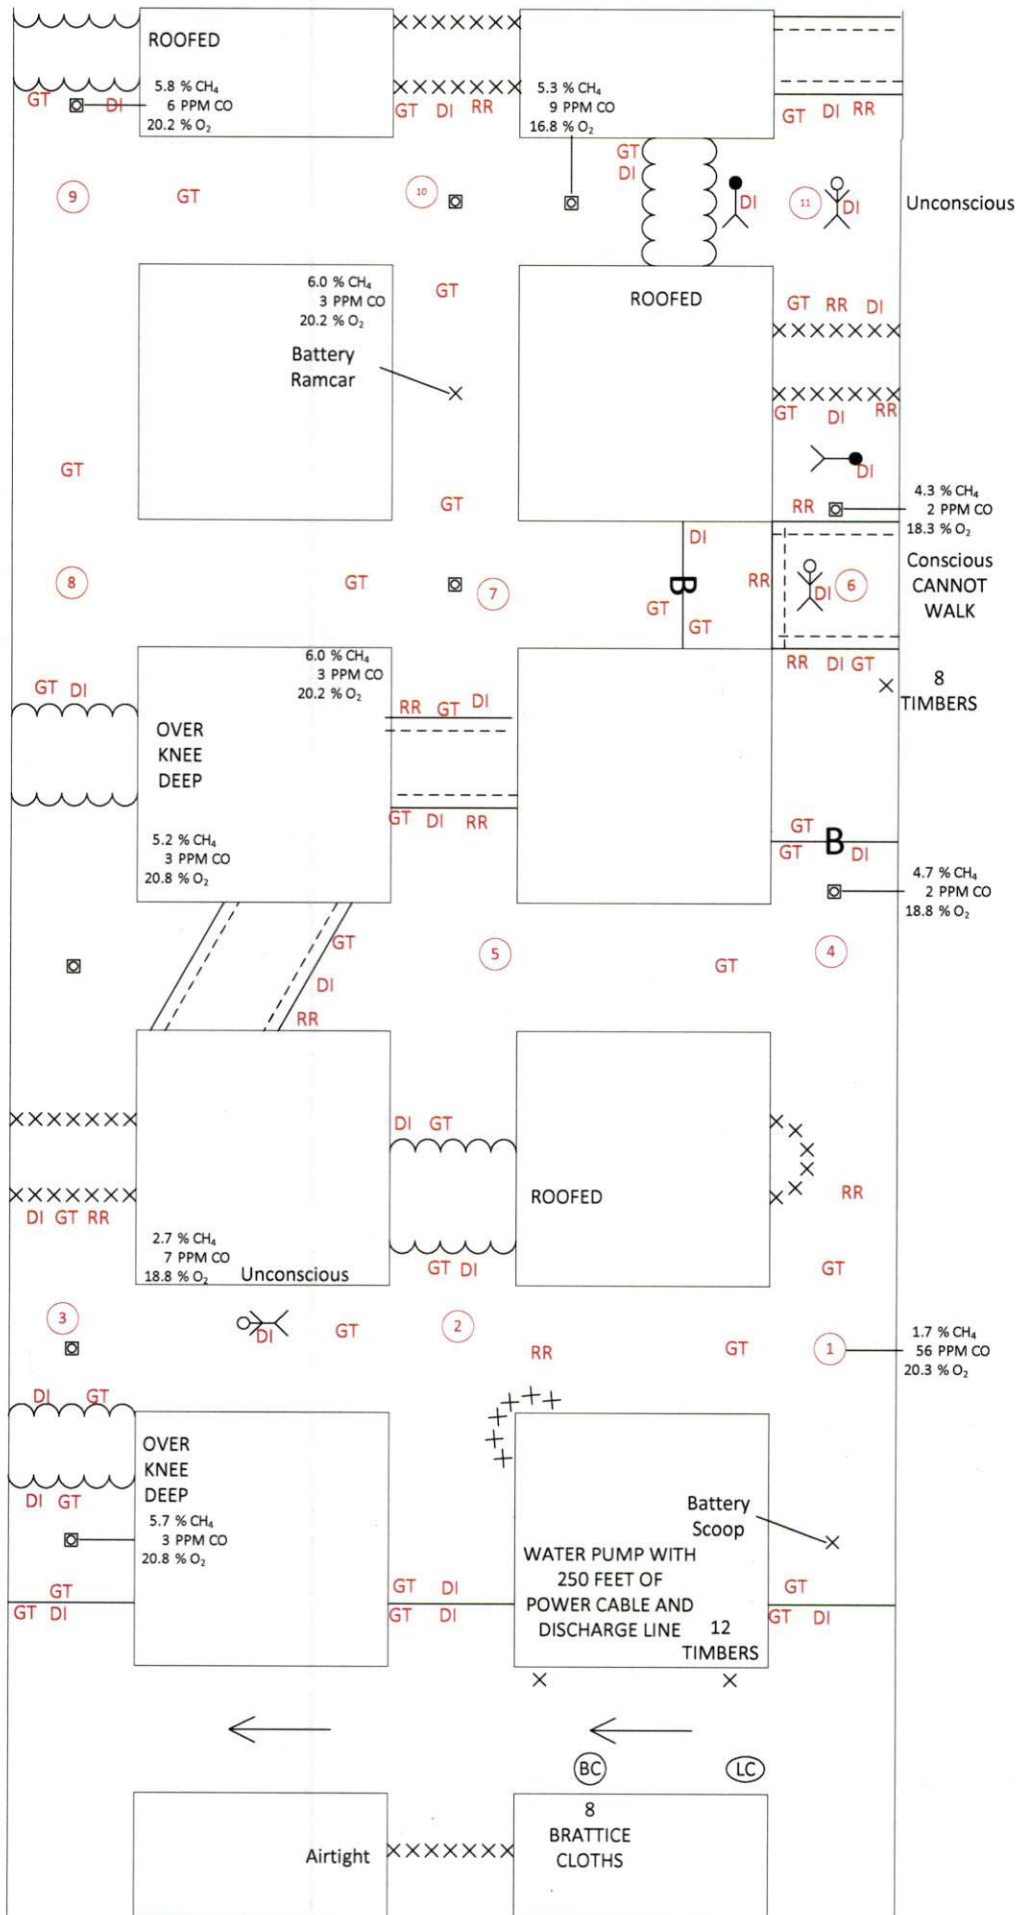 ROOFED
5.8 % CH₄
6 PPM CO
20.2 % O₂
GT DI
GT DI RR
5.3 % CH₄
9 PPM CO
16.8 % O₂
GT DI RR
GT
DI
9
GT
10
DI
11
DI
Unconscious
6.0 % CH₄
3 PPM CO
20.2 % O₂
GT
ROOFED
GT RR DI
Battery
Ramcar
GT DI RR
GT
GT
DI
RR
4.3 % CH₄
2 PPM CO
18.3 % O₂
DI
8
GT
7
B
GT
GT
RR
DI
6
Conscious
CANNOT
WALK
6.0 % CH₄
3 PPM CO
20.2 % O₂
RR DI GT
8
TIMBERS
GT DI
RR GT DI
OVER
KNEE
DEEP
GT DI RR
5.2 % CH₄
3 PPM CO
20.8 % O₂
GT
B
GT DI
4.7 % CH₄
2 PPM CO
18.8 % O₂
GT
DI
RR
5
GT
4
DI GT
ROOFED
RR
DI GT RR
2.7 % CH₄
7 PPM CO
18.8 % O₂
Unconscious
GT DI
GT
3
DI
GT
2
RR
GT
1
1.7 % CH₄
56 PPM CO
20.3 % O₂
DI GT
OVER
KNEE
DEEP
DI GT
5.7 % CH₄
3 PPM CO
20.8 % O₂
Battery
Scoop
WATER PUMP WITH
250 FEET OF
POWER CABLE AND
DISCHARGE LINE
12
TIMBERS
GT
GT DI
GT DI
GT DI
GT
GT DI
BC
LC
8
BRATTICE
CLOTHS
Airtight